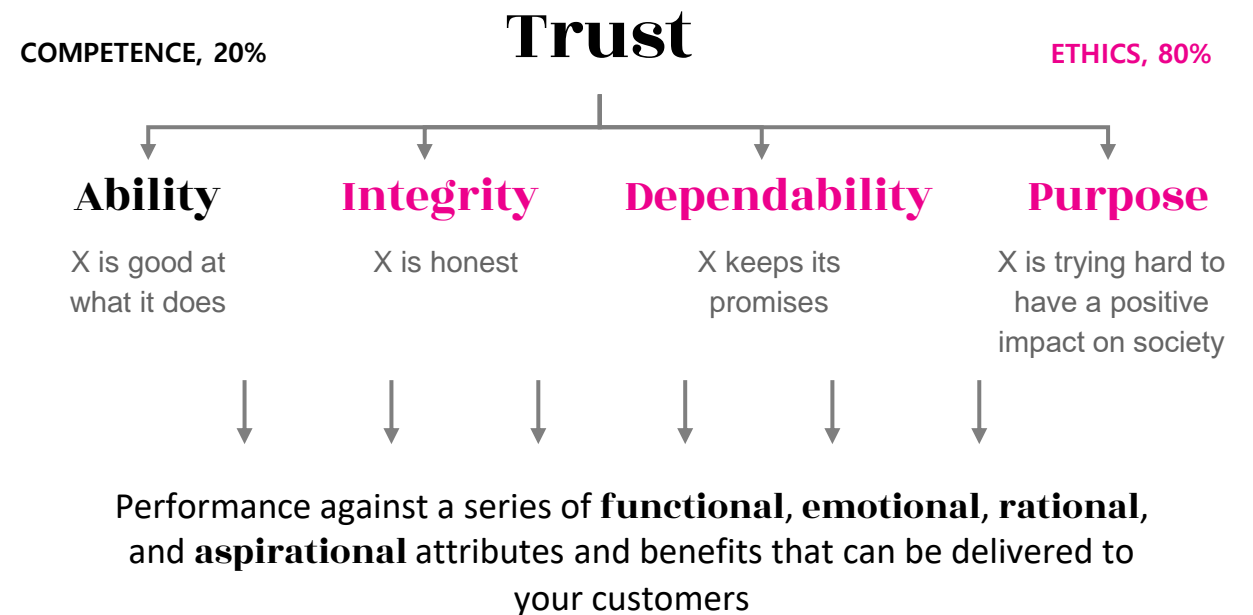 Trust
COMPETENCE, 20%
ETHICS, 80%
Ability
X is good at
what it does
Integrity
X is honest
Dependability
X keeps its
promises
Purpose
X is trying hard to
have a positive
impact on society
Performance against a series of functional, emotional, rational,
and aspirational attributes and benefits that can be delivered to
your customers